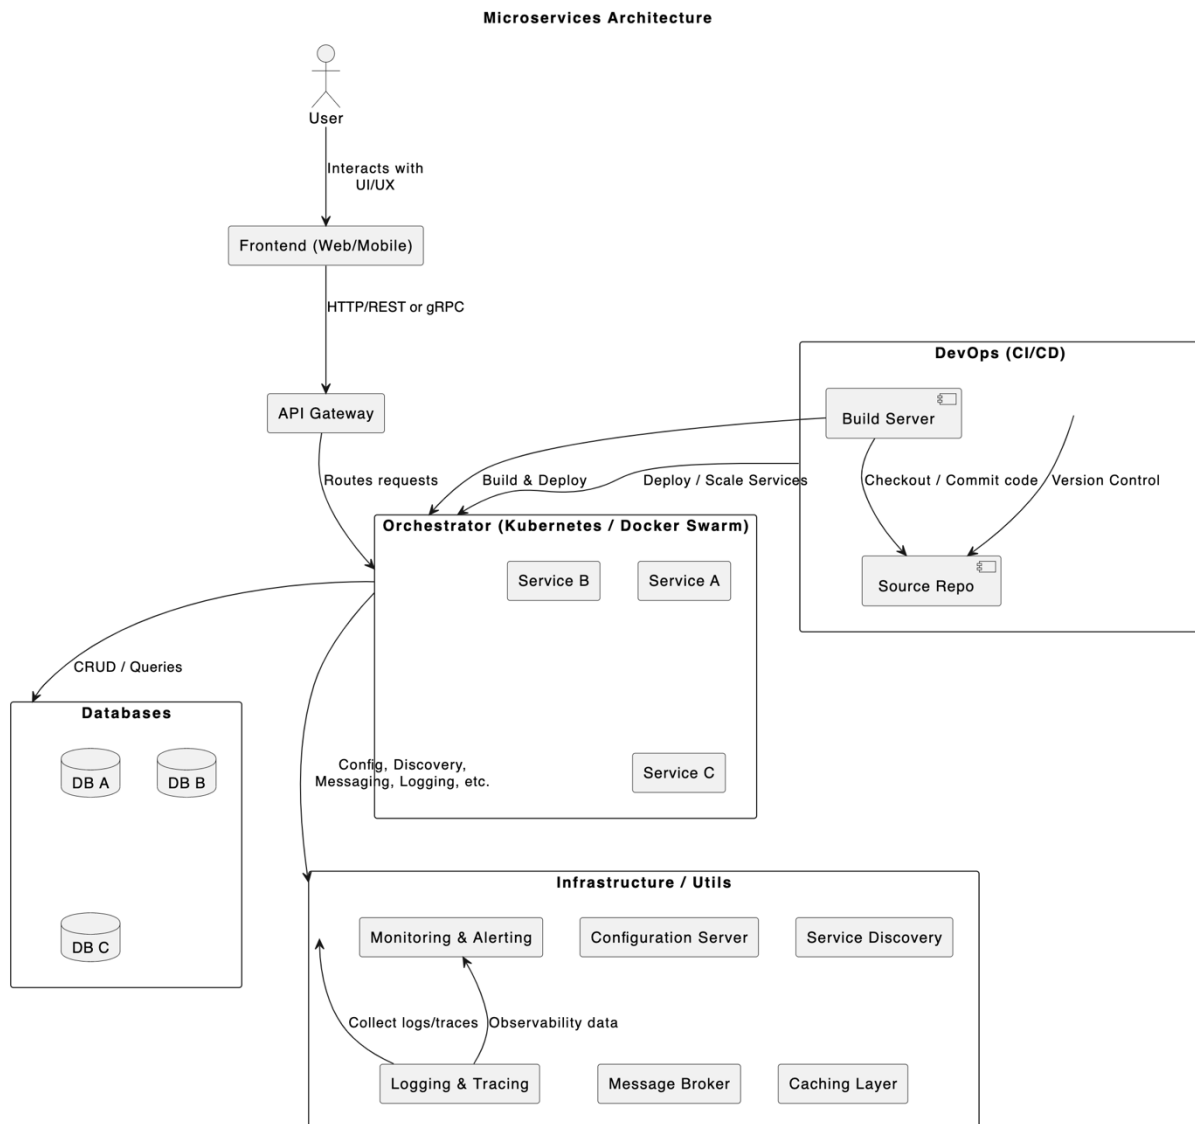 Microservices Architecture
User
Interacts with
UI/UX
Frontend (Web/Mobile)
HTTP/REST or gRPC
API Gateway
DevOps (CI/CD)
Build Server
Routes requests
Build & Deploy
Deploy / Scale Services
Checkout / Commit code
Version Control
Orchestrator (Kubernetes / Docker Swarm)
Service B
Service A
Source Repo
CRUD / Queries
Databases
DB A
DB B
Config, Discovery,
Messaging, Logging, etc.
Service C
DB C
Infrastructure / Utils
Monitoring & Alerting
Configuration Server
Service Discovery
Collect logs/traces
Observability data
Logging & Tracing
Message Broker
Caching Layer